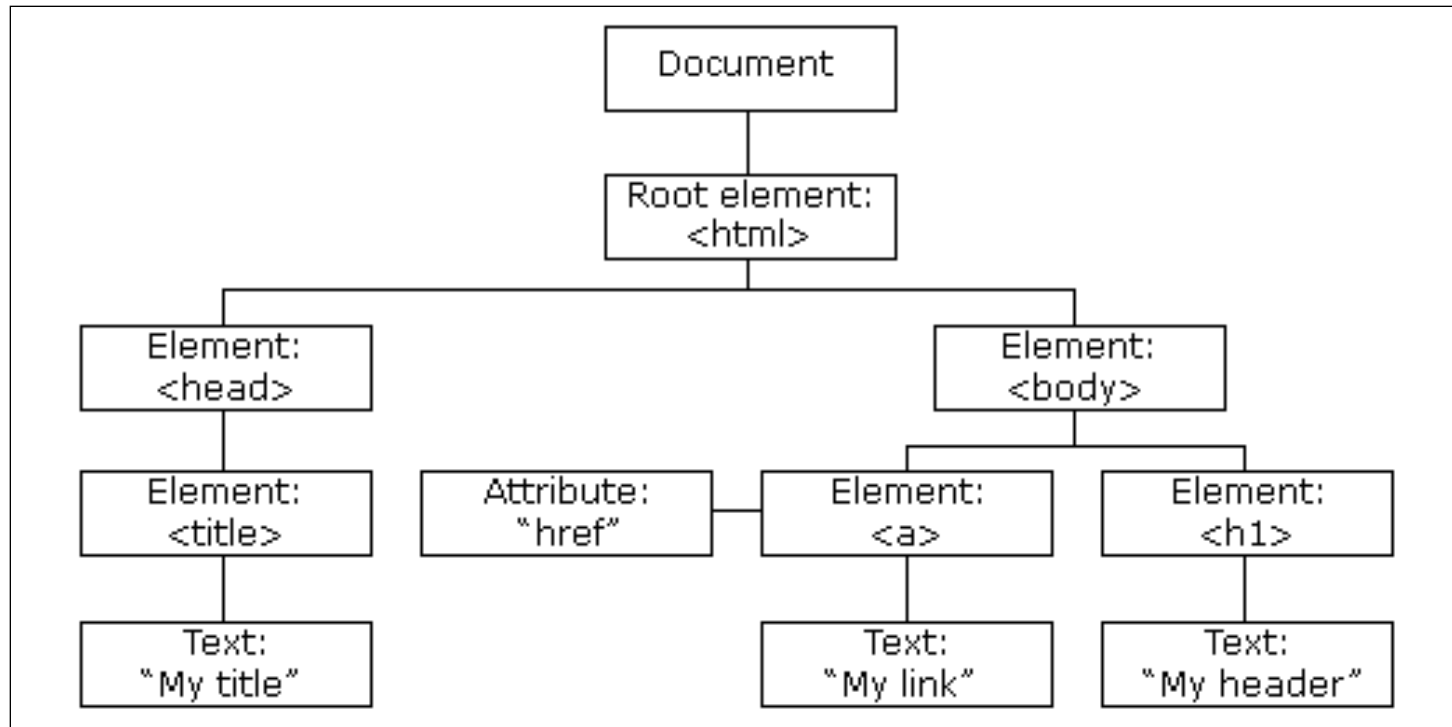 Document
Root element:
<html>
Element:
<head>
Element:
<body>
Element:
<title>
Attribute:
“href”
Element:
<a>
Element:
<h1>
Text:
“My title”
Text:
“My link”
Text:
“My header”